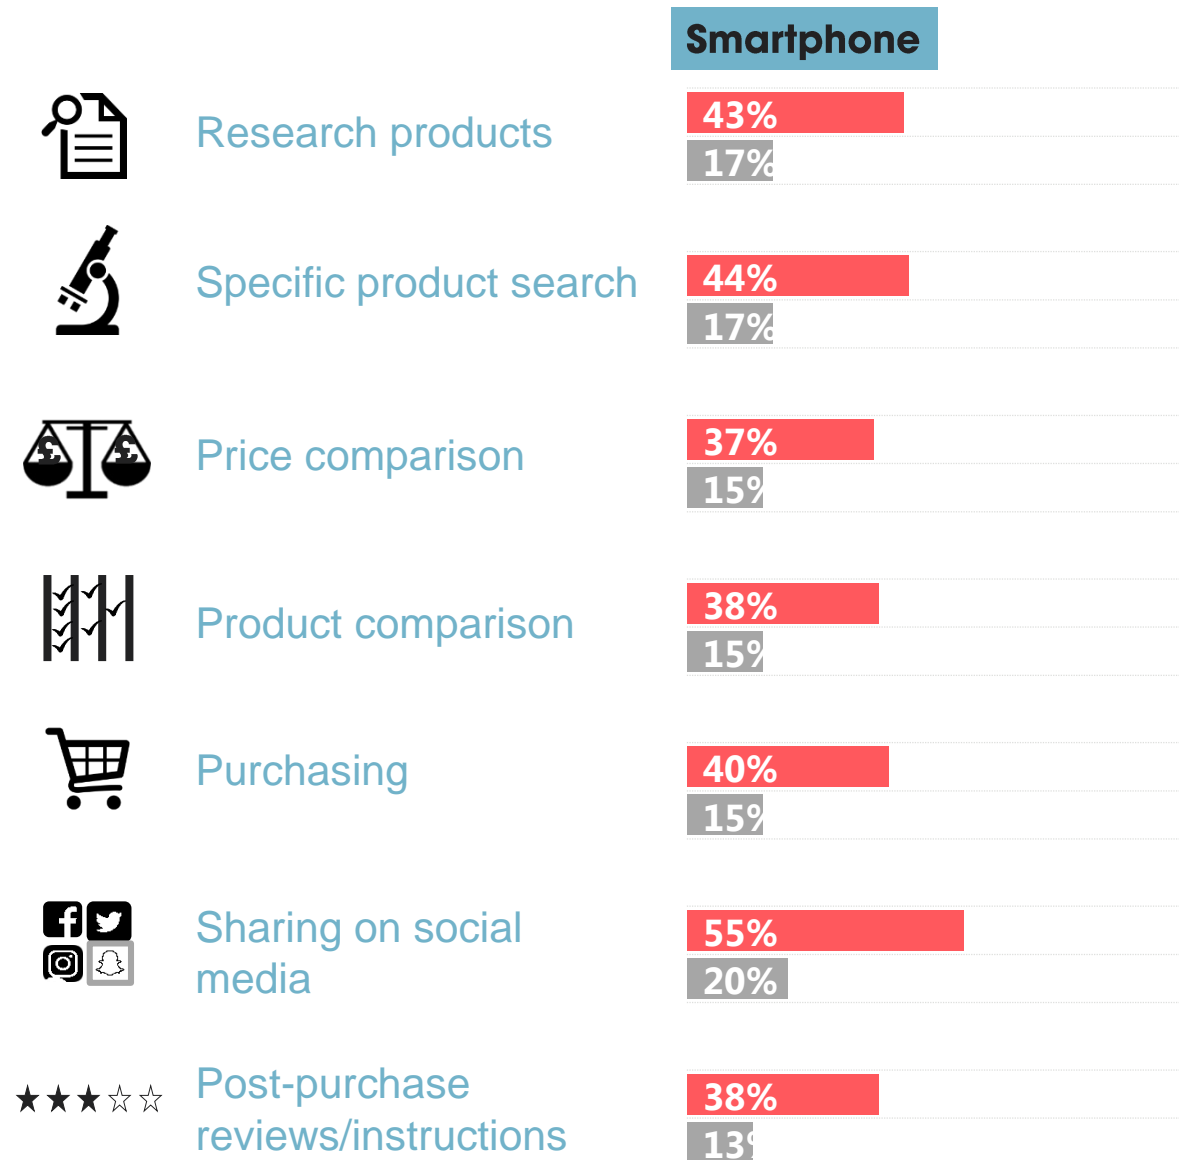 Smartphone
Research products
43%
17%
Specific product search
44%
17%
££
Price comparison
37%
15%
Product comparison
38%
15%
Purchasing
40%
15%
Sharing on social
media
55%
20%
Post-purchase
reviews/instructions
38%
13%